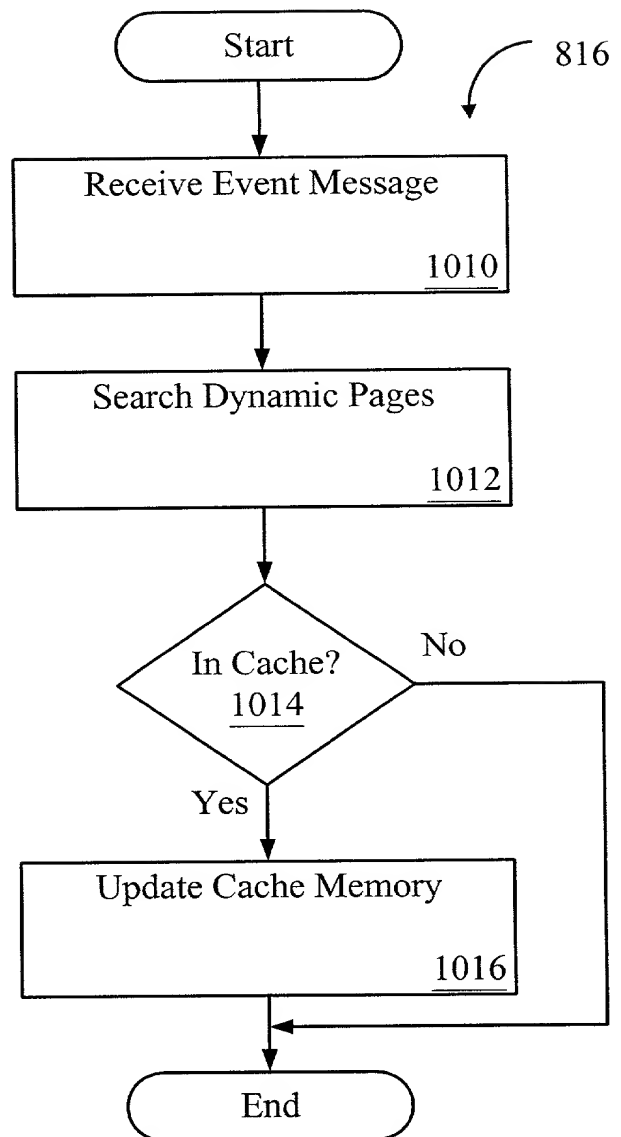 Start
816
Receive Event Message
1010
Search Dynamic Pages
1012
In Cache?
1014
No
Yes
Update Cache Memory
1016
End